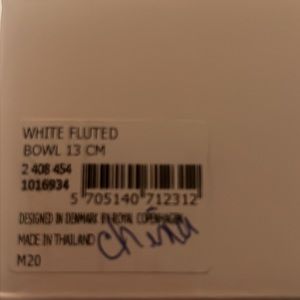 WHITE FLUTED
BOWL 13 CM
2 408 454
1016934
5 705140 712312
DESIGNED IN DENMARK BY ROYAL COPENHAGEN
MADE IN THAILAND
china
M20